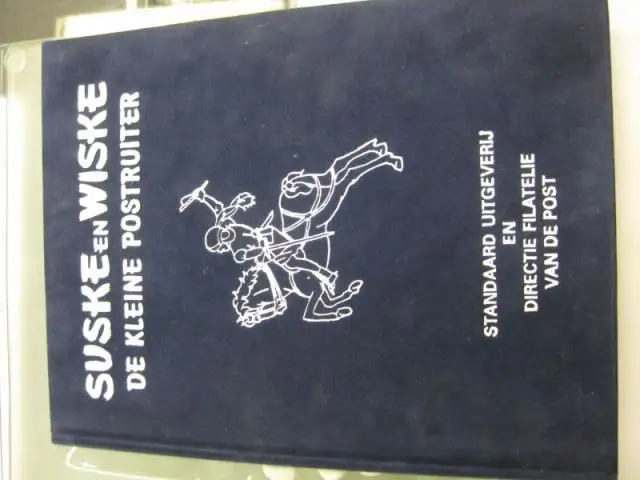 SUSKE EN WISKE
DE KLEINE POSTRUITER
STANDAARD UITGEVERIJ
EN
DIRECTIE FILATELIE
VAN DE POST